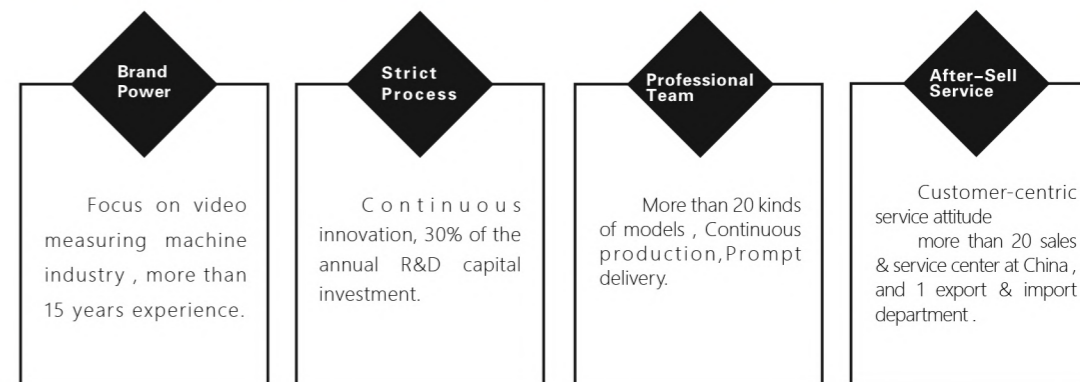 Brand
Power
Focus on video
measuring machine
industry , more than
15 years experience.
Strict
Process
Continuous
innovation, 30% of the
annual R&D capital
investment.
Professional
Team
More than 20 kinds
of models , Continuous
production,Prompt
delivery.
After-Sell
Service
Customer-centric
service attitude
more than 20 sales
& service center at China ,
and 1 export & import
department .